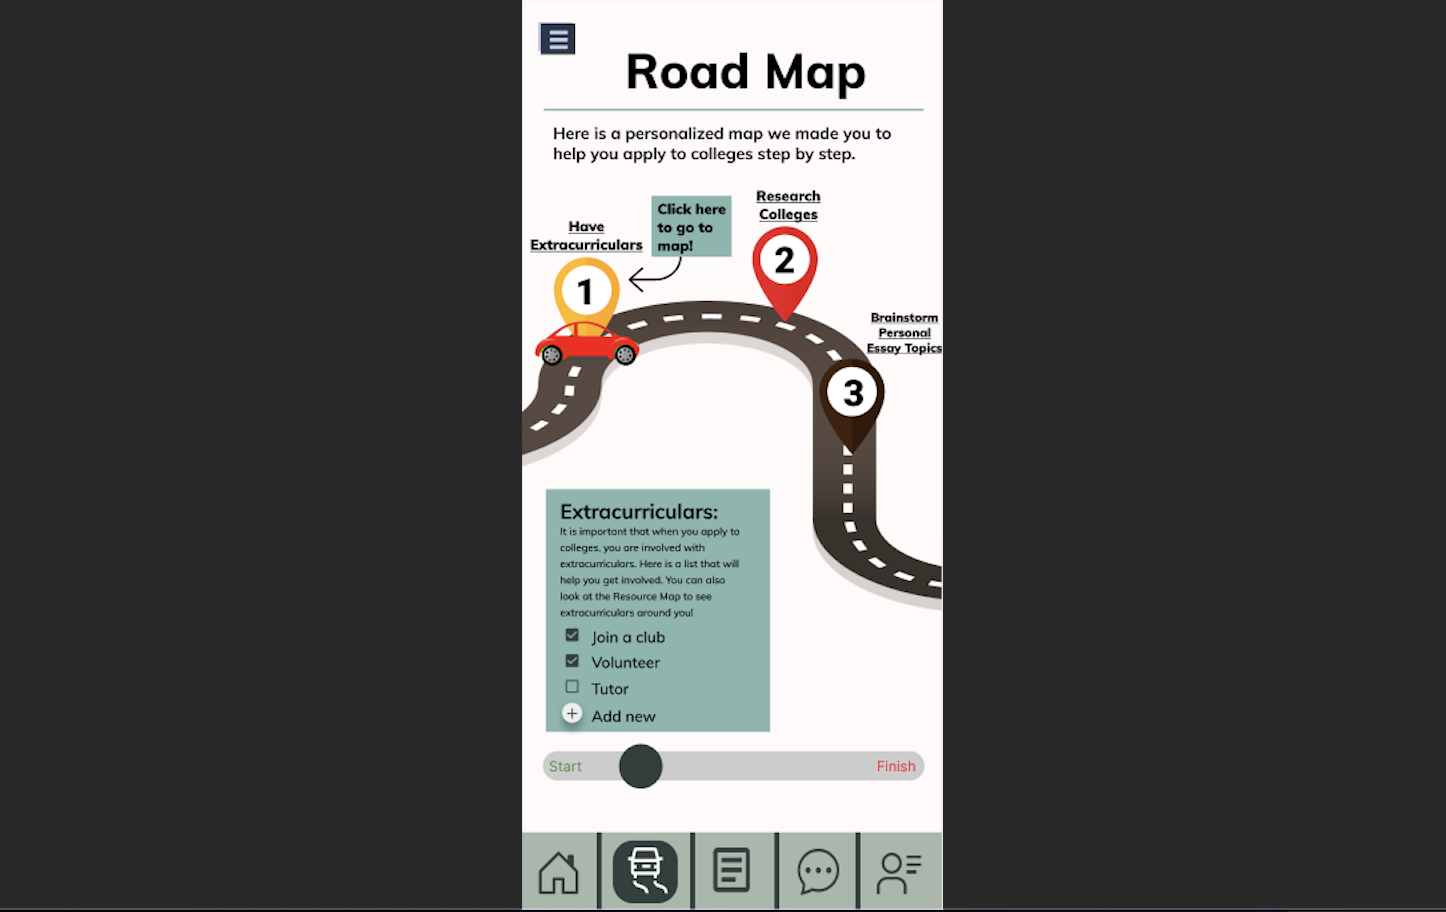 Road Map
Here is a personalized map we made you to
help you apply to colleges step by step.
Have
Extracurriculars
Click here
to go to
map!
Research
Colleges
1
2
Brainstorm
Personal
Essay Topics
3
Extracurriculars:
It is important that when you apply to
colleges, you are involved with
extracurriculars. Here is a list that will
help you get involved. You can also
look at the Resource Map to see
extracurriculars around you!
Join a club
Volunteer
Tutor
Add new
Start
Finish